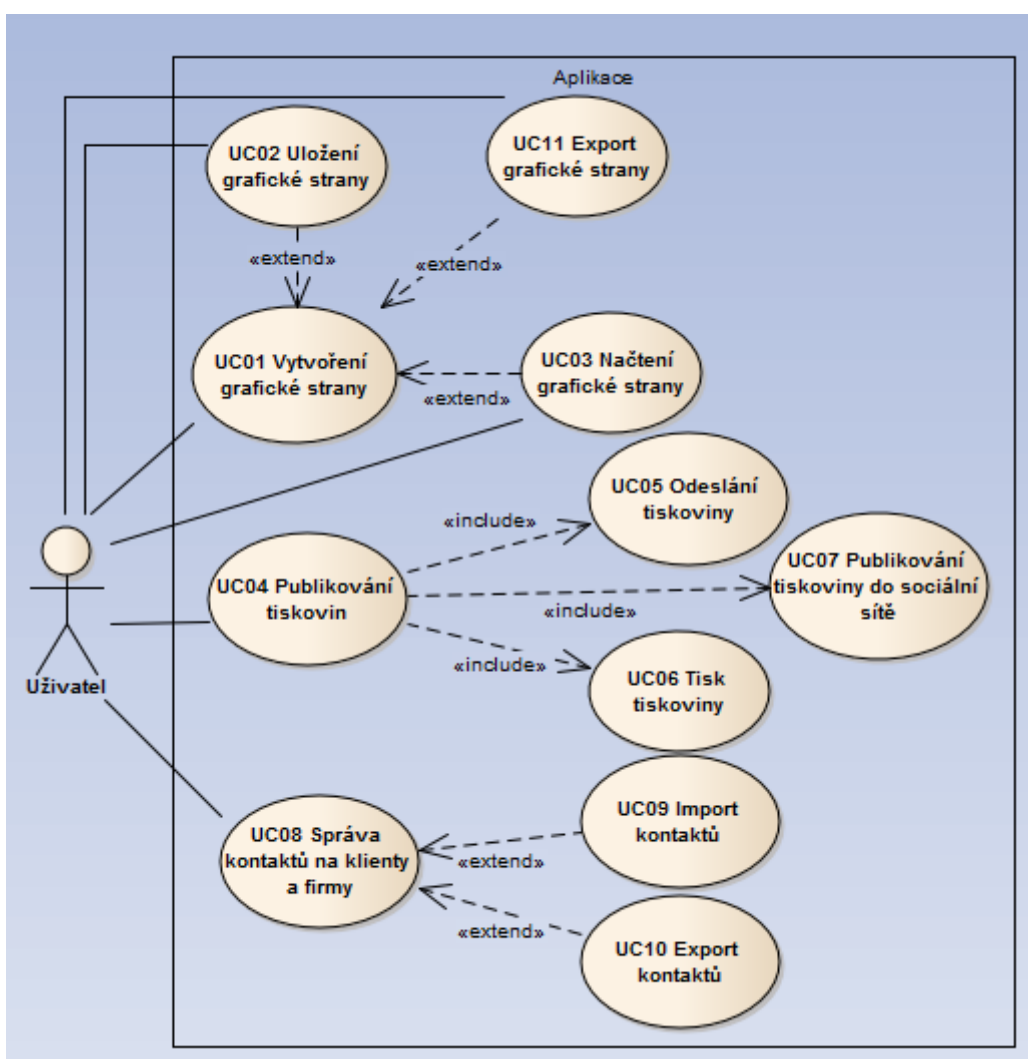 Aplikace
UC02 Uložení
grafické strany
UC11 Export
grafické strany
«extend»
«extend»
UC01 Vytvoření
grafické strany
UC03 Načtení
grafické strany
«extend»
UC05 Odeslání
tiskoviny
«include»
UC07 Publikování
tiskoviny do sociální
sítě
UC04 Publikování
tiskovin
«include»
«include»
UC06 Tisk
tiskoviny
Uživatel
UC09 Import
kontaktů
UC08 Správa
kontaktů na klienty
a firmy
«extend»
«extend»
UC10 Export
kontaktů